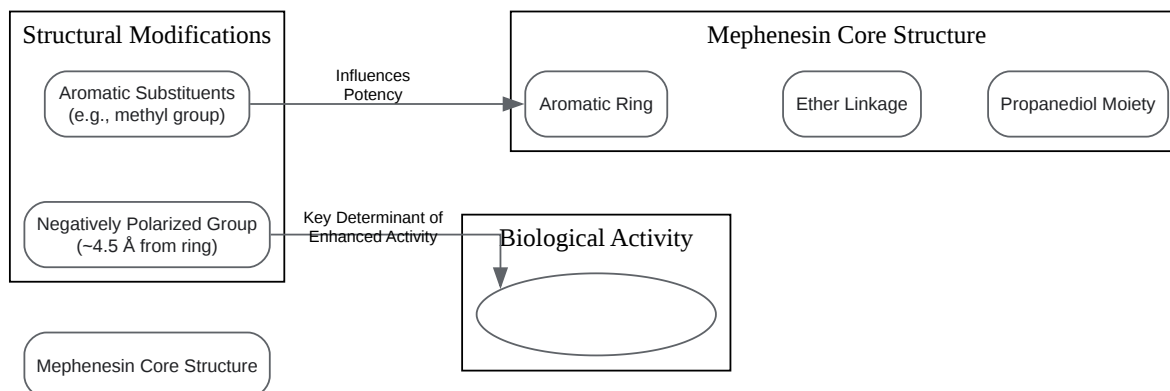 Structural Modifications
Aromatic Substituents
(e.g., methyl group)
Influences
Potency
Mephenesin Core Structure
Aromatic Ring
Ether Linkage
Propanediol Moiety
Negatively Polarized Group
(~4.5 Å from ring)
Key Determinant of
Enhanced Activity
Biological Activity
Mephenesin Core Structure